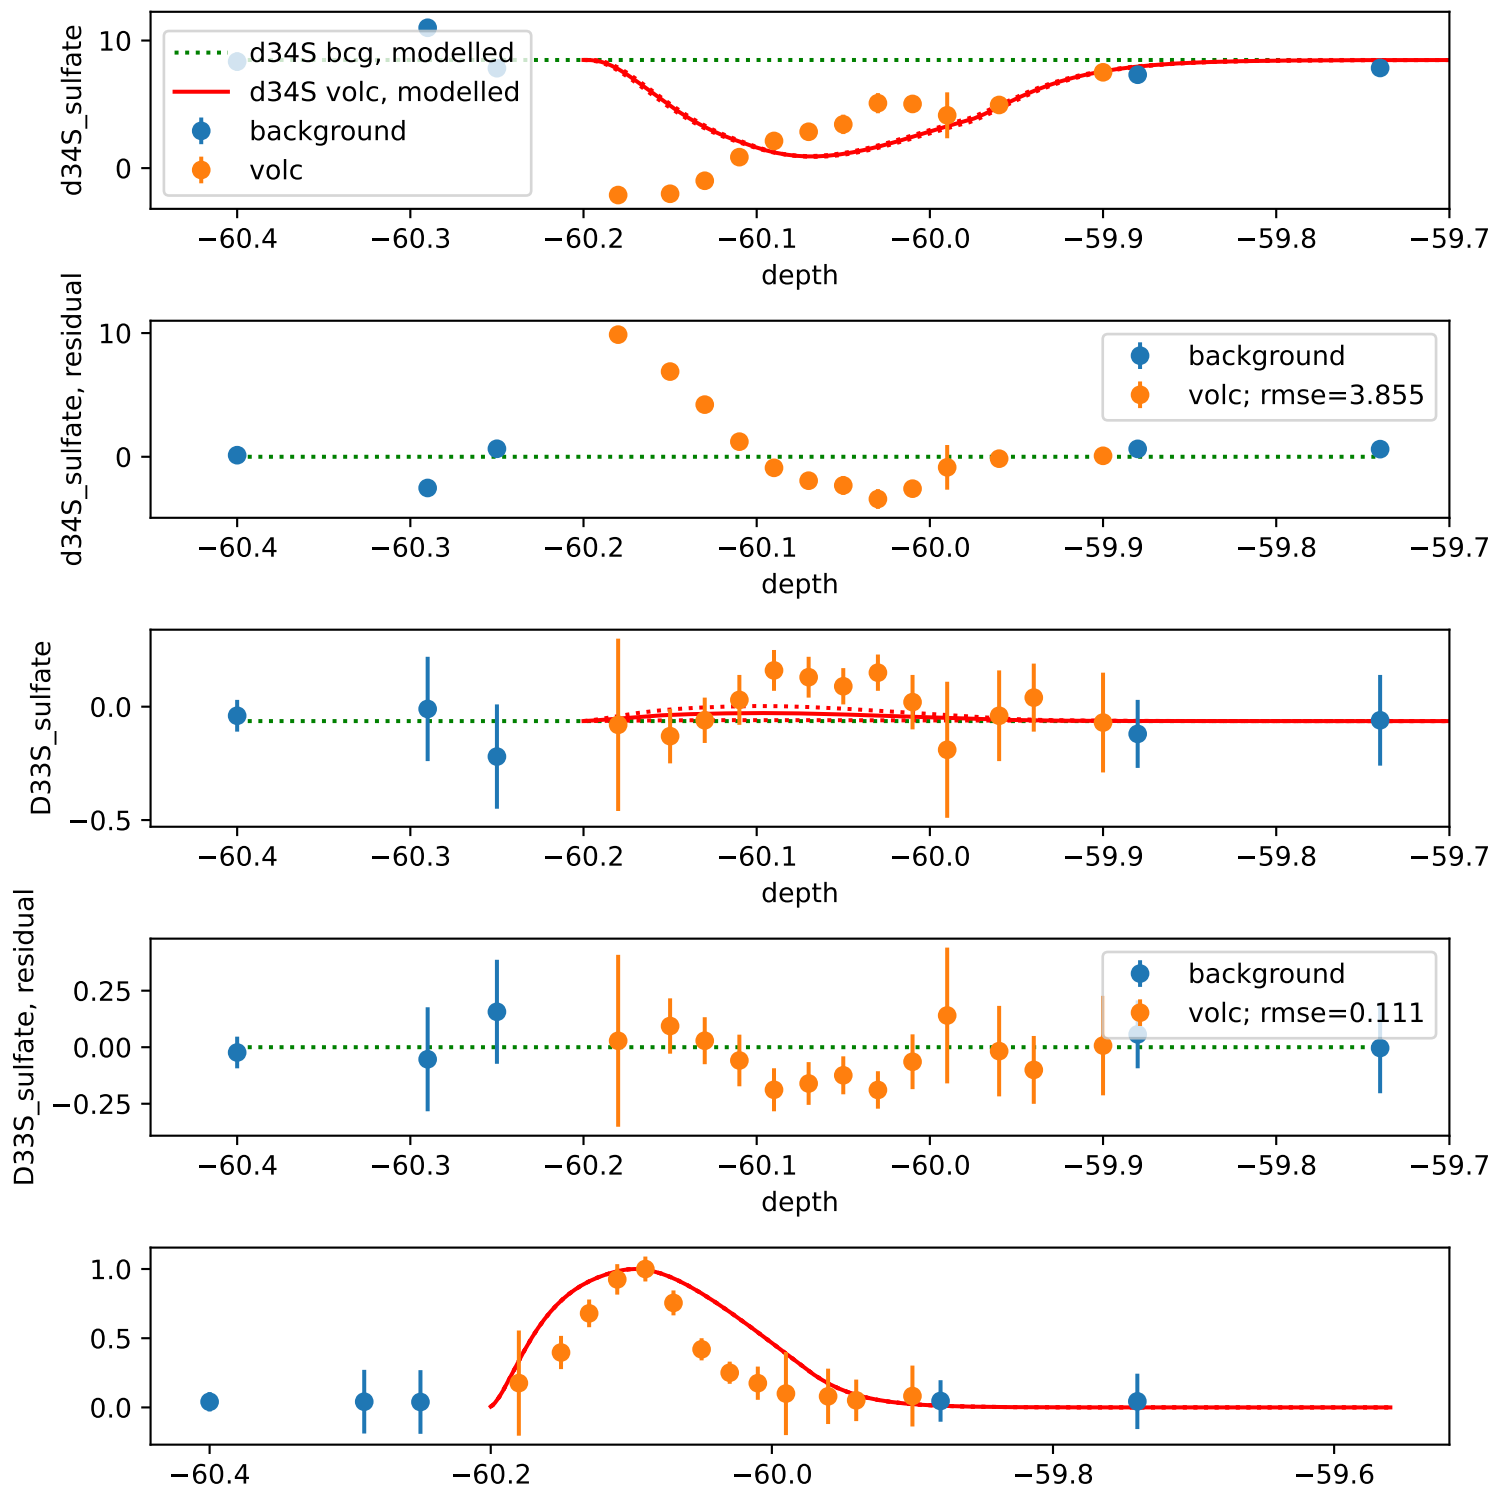 d34S_sulfate
10
0
d34S bcg, modelled
d34S volc, modelled
background
volc
−60.4 −60.3 −60.2 −60.1 −60.0 −59.9 −59.8 −59.7
depth
d34S_sulfate, residual
10
0
background
volc; rmse=3.855
−60.4 −60.3 −60.2 −60.1 −60.0 −59.9 −59.8 −59.7
depth
D33S_sulfate
0.0
−0.5
−60.4 −60.3 −60.2 −60.1 −60.0 −59.9 −59.8 −59.7
depth
D33S_sulfate, residual
0.25
0.00
−0.25
background
volc; rmse=0.111
−60.4 −60.3 −60.2 −60.1 −60.0 −59.9 −59.8 −59.7
depth
1.0
0.5
0.0
−60.4 −60.2 −60.0 −59.8 −59.6